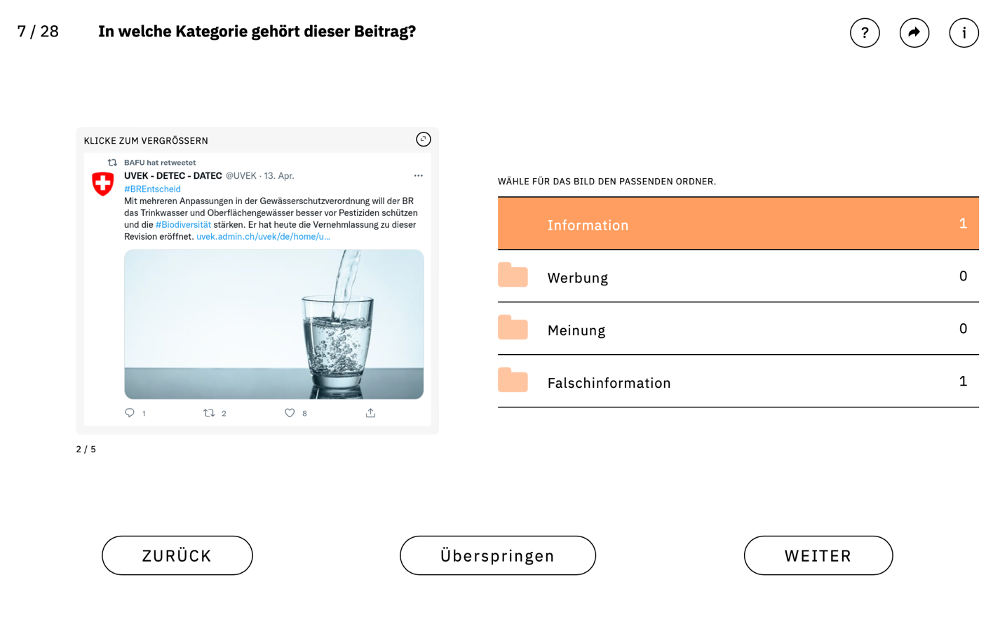 7 / 28
In welche Kategorie gehört dieser Beitrag?
?
i
KLICKE ZUM VERGRÖSSERN
BAFU hat retweetet
UVEK - DETEC - DATEC @UVEK · 13. Apr.
#BREntscheid
Mit mehreren Anpassungen in der Gewässerschutzverordnung will der BR
das Trinkwasser und Oberflächengewässer besser vor Pestiziden schützen
und die #Biodiversität stärken. Er hat heute die Vernehmlassung zu dieser
Revision eröffnet. uvek.admin.ch/uvek/de/home/u...
1 2 8
2 / 5
WÄHLE FÜR DAS BILD DEN PASSENDEN ORDNER.
Information 1
Werbung 0
Meinung 0
Falschinformation 1
ZURÜCK
Überspringen
WEITER